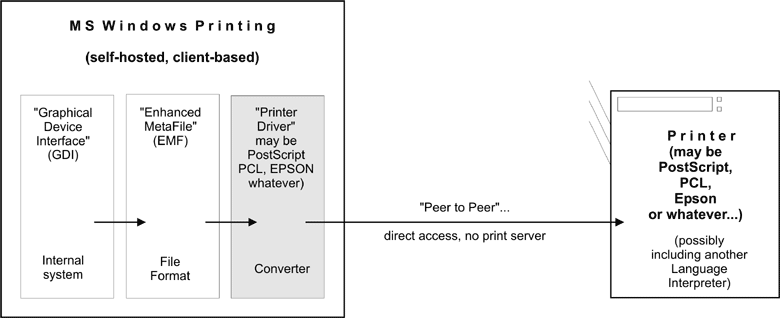 MS Windows Printing
(self-hosted, client-based)
"Graphical
Device
Interface"
(GDI)
Internal
system
"Enhanced
MetaFile"
(EMF)
File
Format
"Printer
Driver"
may be
PostScript
PCL, EPSON
whatever)
Converter
"Peer to Peer"...
direct access, no print server
Printer
(may be
PostScript,
PCL,
Epson
or whatever...)
(possibly
including another
Language
Interpreter)